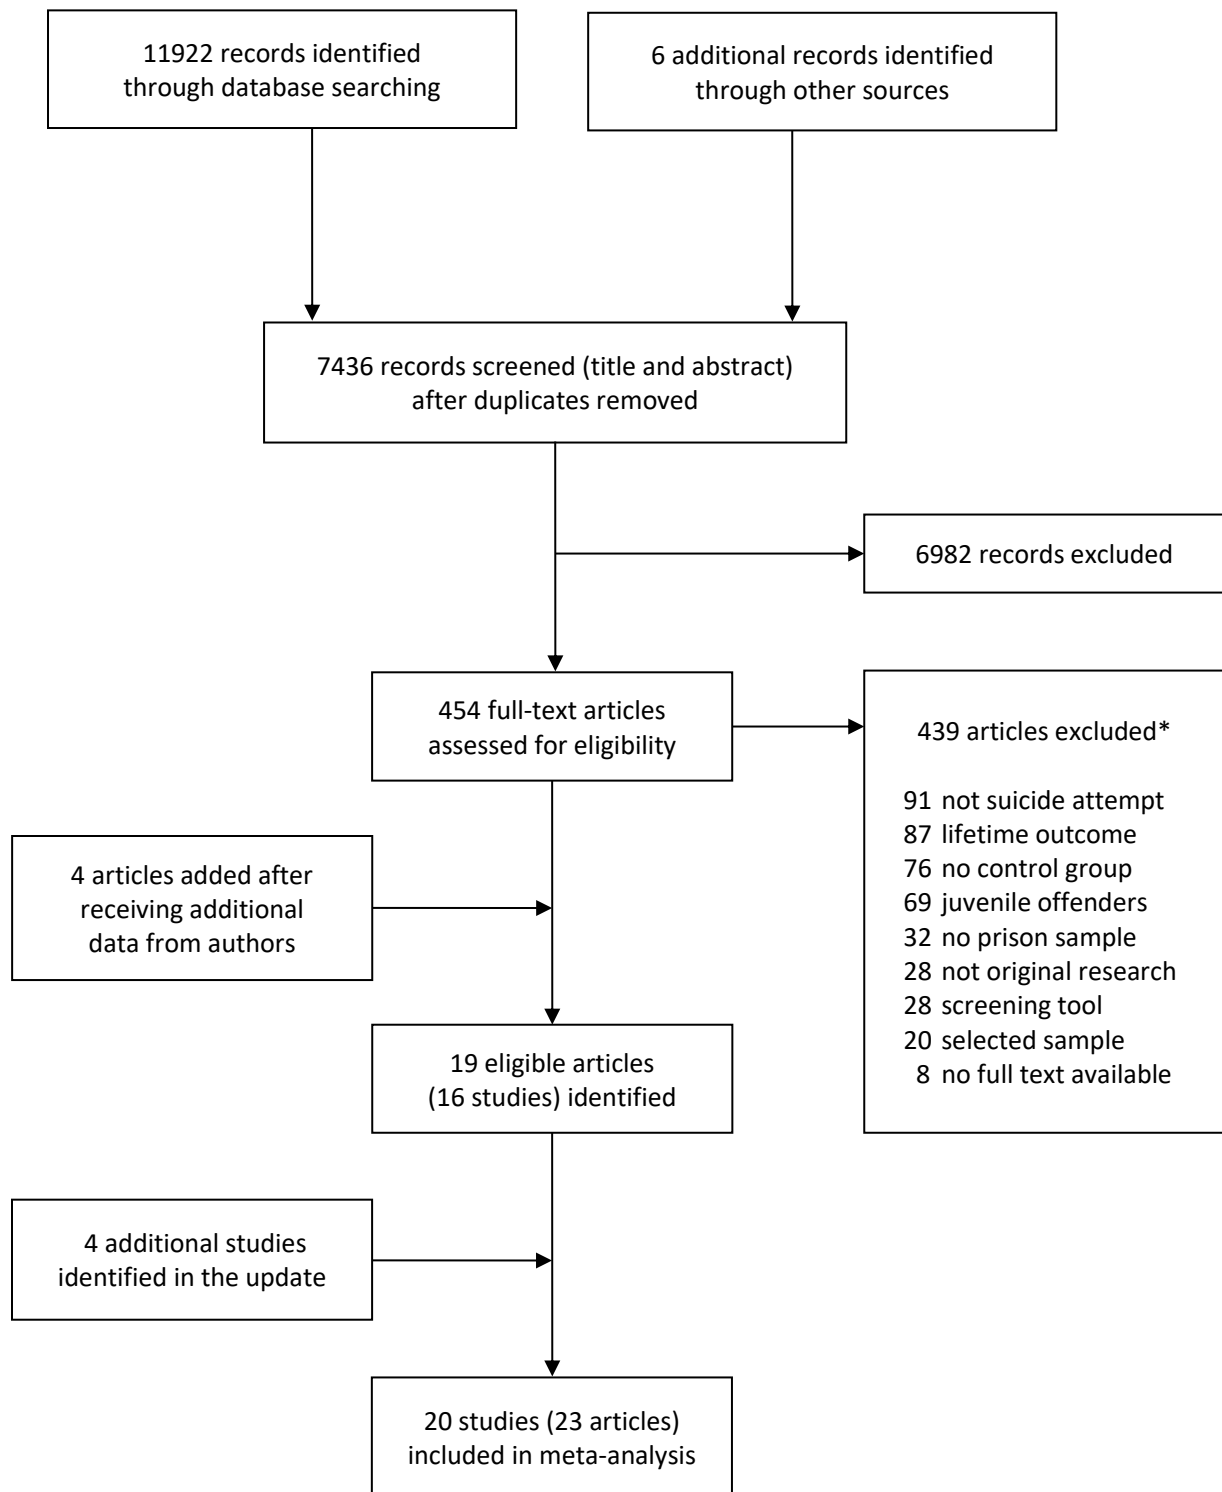 11922 records identified
through database searching
6 additional records identified
through other sources
7436 records screened (title and abstract)
after duplicates removed
6982 records excluded
454 full-text articles
assessed for eligibility
439 articles excluded*
91 not suicide attempt
87 lifetime outcome
76 no control group
69 juvenile offenders
32 no prison sample
28 not original research
28 screening tool
20 selected sample
8 no full text available
4 articles added after
receiving additional
data from authors
19 eligible articles
(16 studies) identified
4 additional studies
identified in the update
20 studies (23 articles)
included in meta-analysis